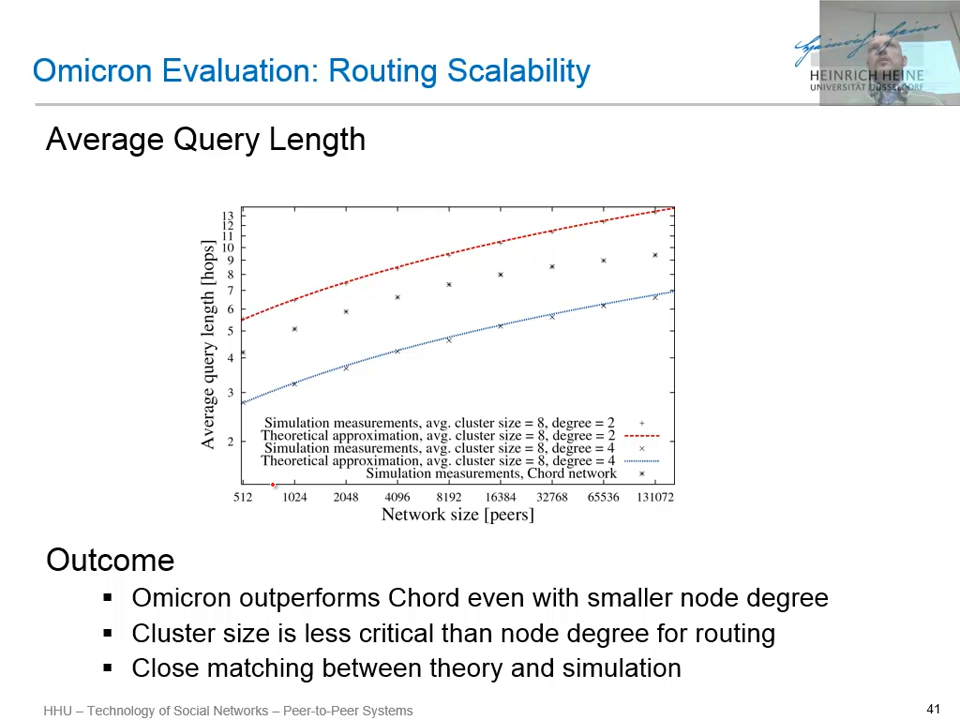 Omicron Evaluation: Routing Scalability
Heinrich Heine
HEINRICH HEINE
UNIVERSITÄT DÜSSELDORF
Average Query Length
13
12
11
10
9
8
7
6
5
4
3
2
Average query length [hops]
Simulation measurements, avg. cluster size = 8, degree = 2
Theoretical approximation, avg. cluster size = 8, degree = 2
Simulation measurements, avg. cluster size = 8, degree = 4
Theoretical approximation, avg. cluster size = 8, degree = 4
Simulation measurements, Chord network
512 1024 2048 4096 8192 16384 32768 65536 131072
Network size [peers]
Outcome
▪ Omicron outperforms Chord even with smaller node degree
▪ Cluster size is less critical than node degree for routing
▪ Close matching between theory and simulation
HHU – Technology of Social Networks – Peer-to-Peer Systems
41